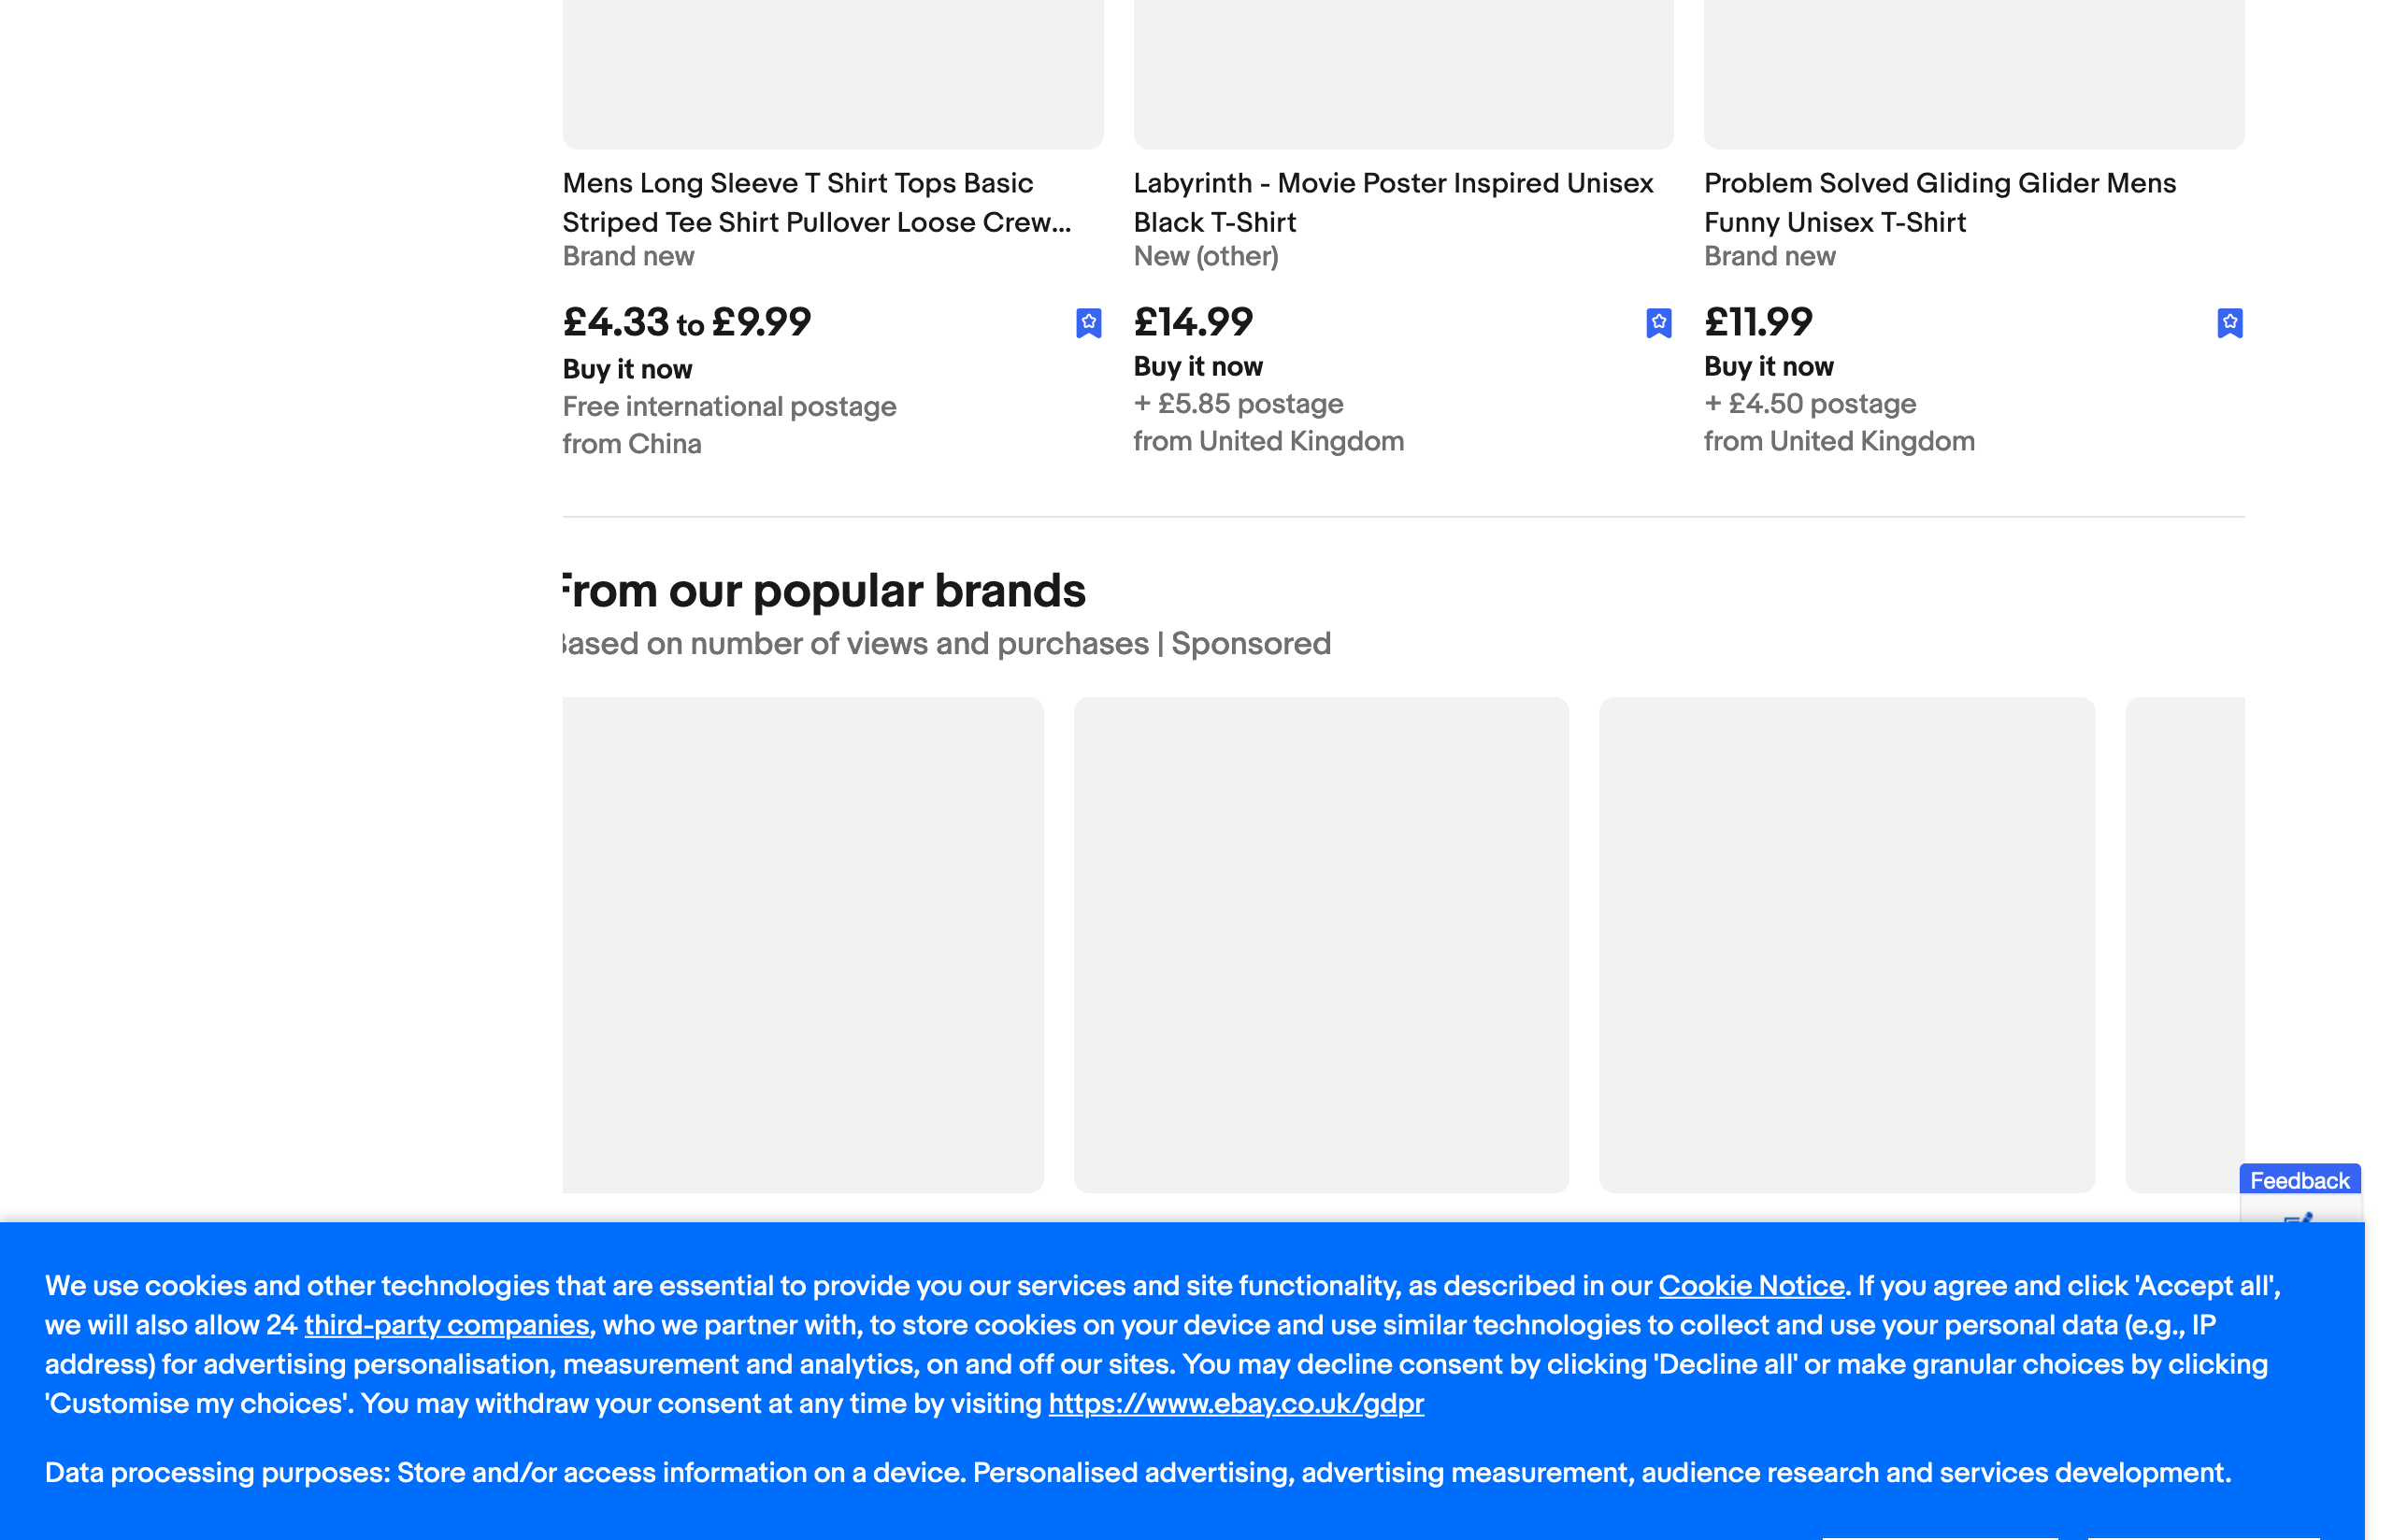 Mens Long Sleeve T Shirt Tops Basic
Striped Tee Shirt Pullover Loose Crew...
Brand new
£4.33 to £9.99
Buy it now
Free international postage
from China
Labyrinth - Movie Poster Inspired Unisex
Black T-Shirt
New (other)
£14.99
Buy it now
+ £5.85 postage
from United Kingdom
Problem Solved Gliding Glider Mens
Funny Unisex T-Shirt
Brand new
£11.99
Buy it now
+ £4.50 postage
from United Kingdom
From our popular brands
Based on number of views and purchases | Sponsored
Feedback
We use cookies and other technologies that are essential to provide you our services and site functionality, as described in our Cookie Notice. If you agree and click 'Accept all',
we will also allow 24 third-party companies, who we partner with, to store cookies on your device and use similar technologies to collect and use your personal data (e.g., IP
address) for advertising personalisation, measurement and analytics, on and off our sites. You may decline consent by clicking 'Decline all' or make granular choices by clicking
'Customise my choices'. You may withdraw your consent at any time by visiting https://www.ebay.co.uk/gdpr
Data processing purposes: Store and/or access information on a device. Personalised advertising, advertising measurement, audience research and services development.